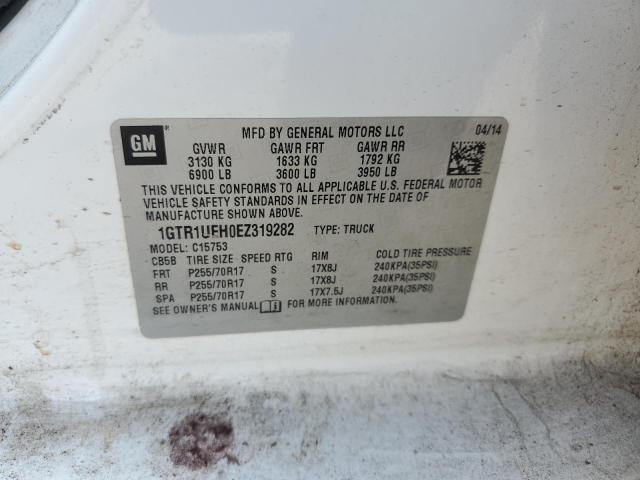 GM
MFD BY GENERAL MOTORS LLC 04/14
GVWR GAWR FRT GAWR RR
3130 KG 1633 KG 1792 KG
6900 LB 3600 LB 3950 LB
THIS VEHICLE CONFORMS TO ALL APPLICABLE U.S. FEDERAL MOTOR
VEHICLE SAFETY STANDARDS IN EFFECT ON THE DATE OF
MANUFACTURE SHOWN ABOVE.
1GTR1UEH0EZ319282 TYPE: TRUCK
MODEL: C15753
CB5B TIRE SIZE SPEED RTG RIM COLD TIRE PRESSURE
FRT P255/70R17 S 17X8J 240KPA(35PSI)
RR P255/70R17 S 17X8J 240KPA(35PSI)
SPA P255/70R17 S 17X7.5J 240KPA(35PSI)
SEE OWNER'S MANUAL FOR MORE INFORMATION.